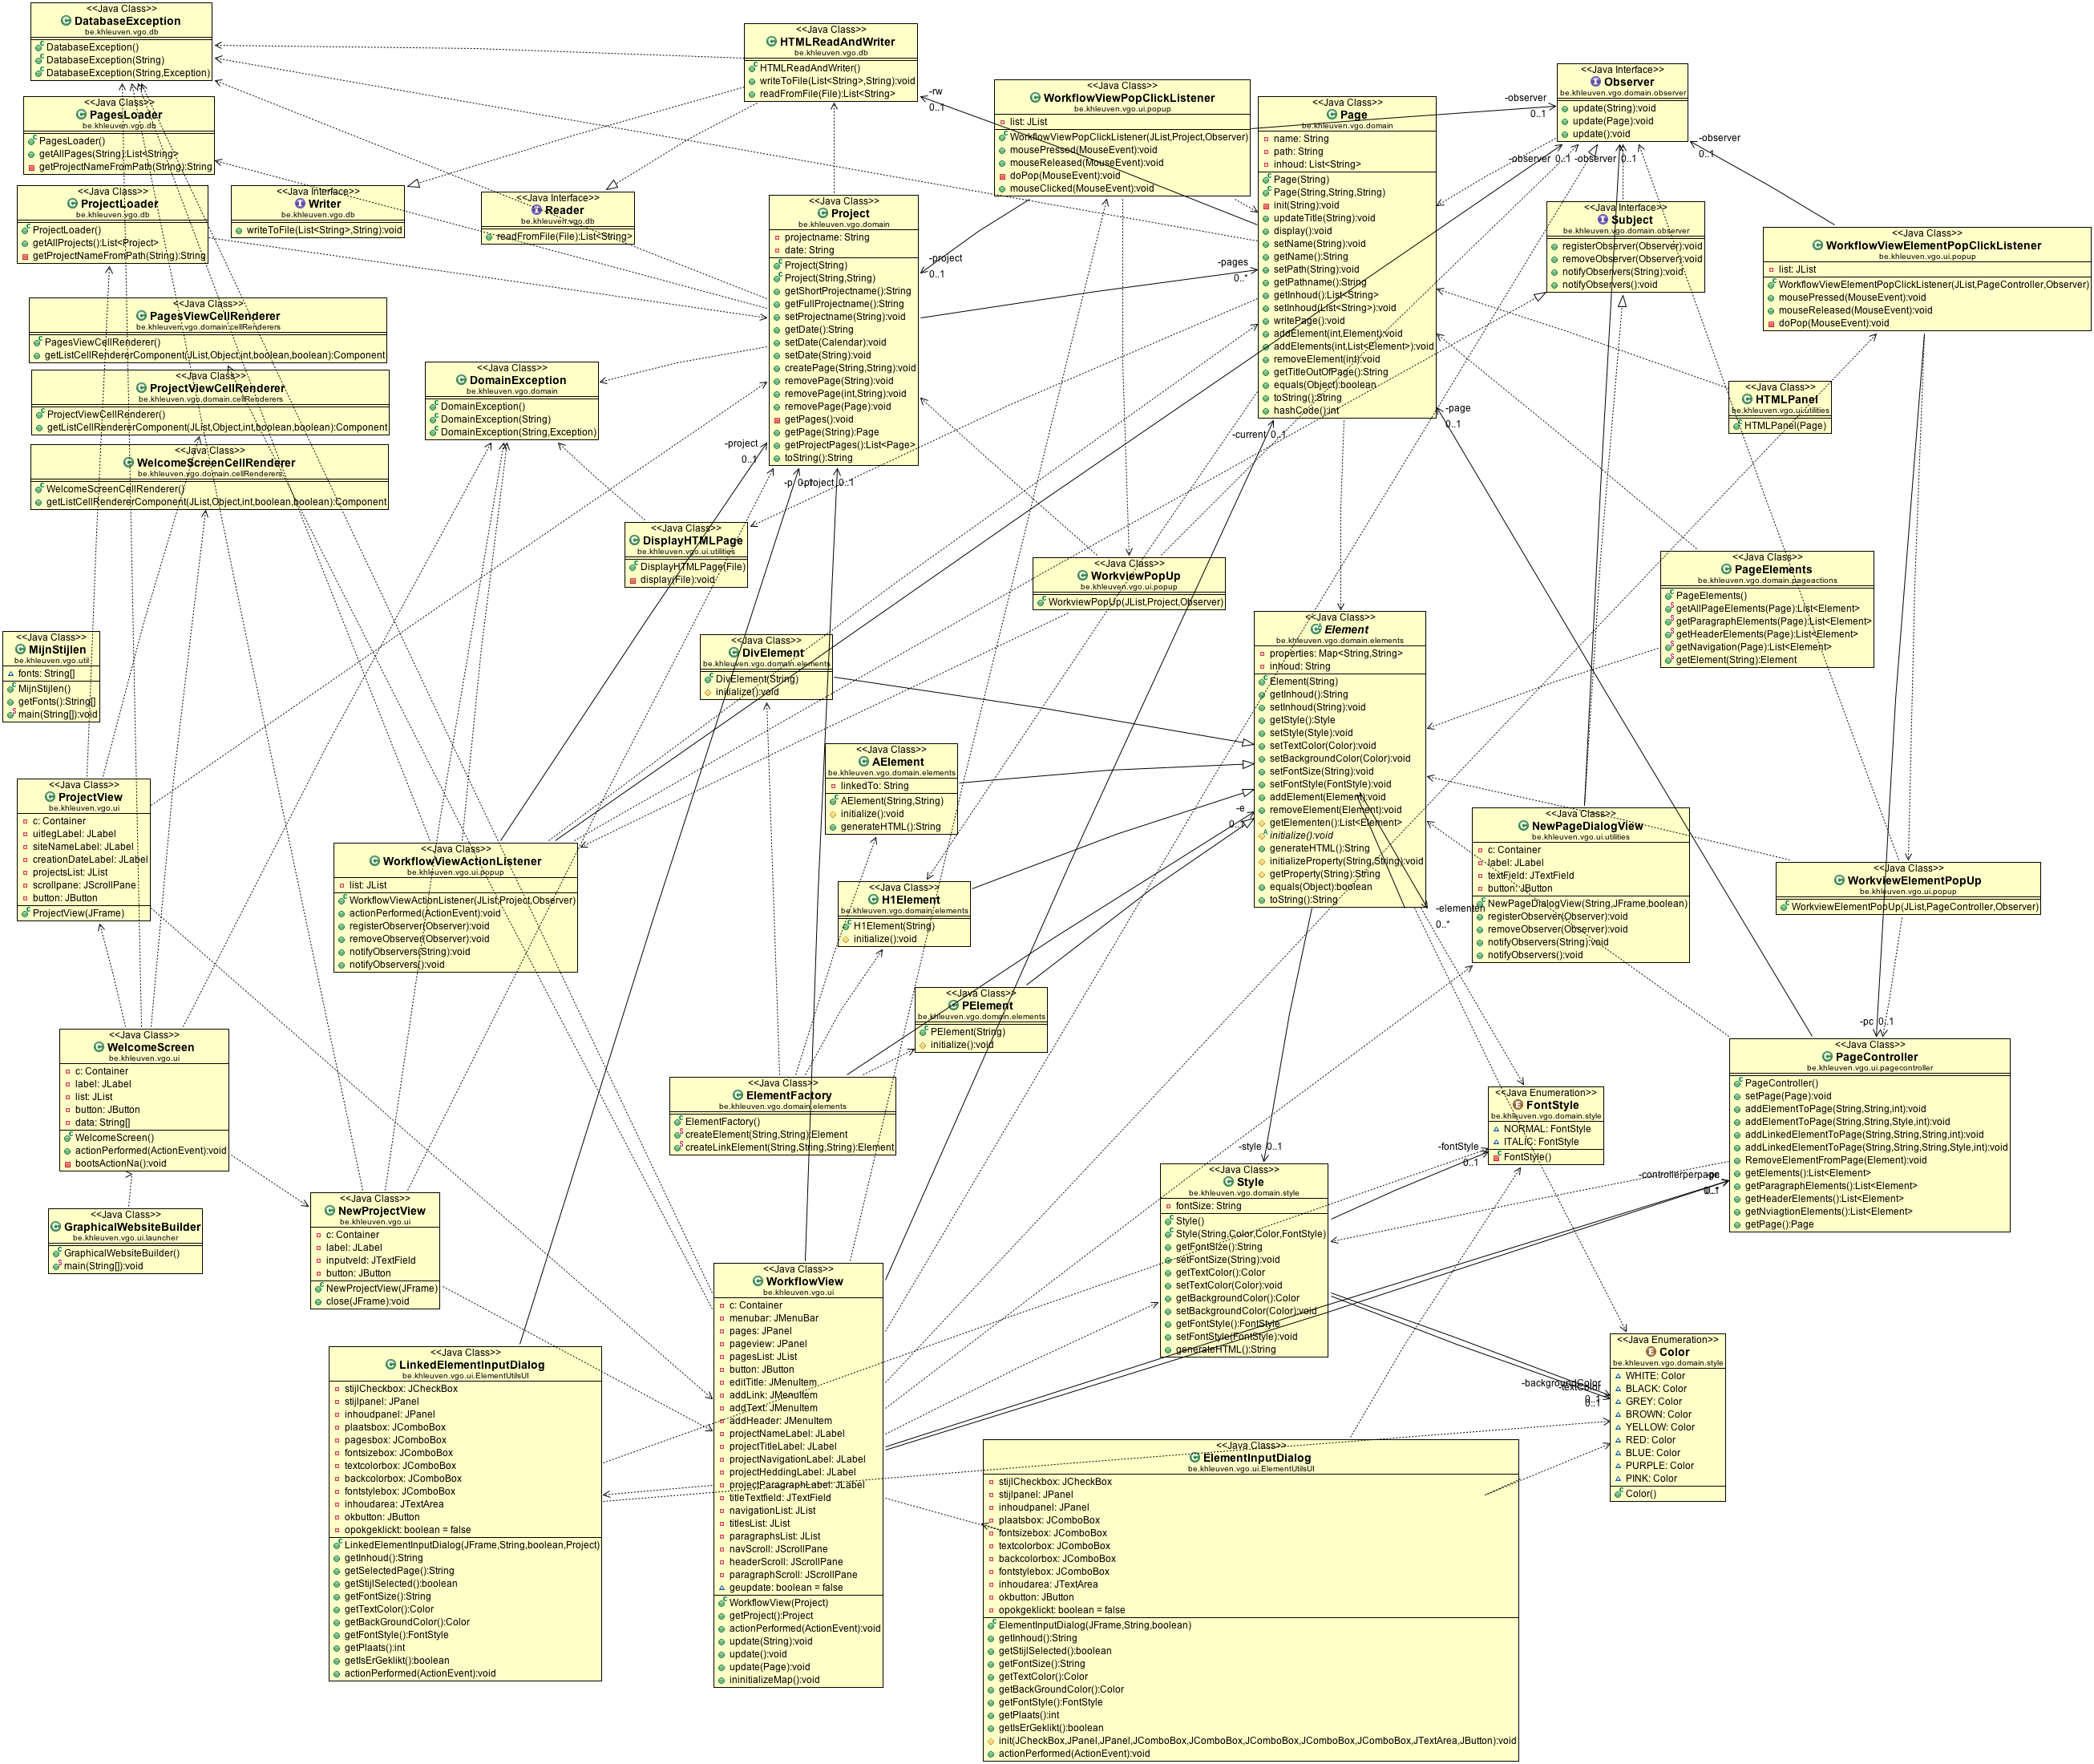 <<Java Class>>
DatabaseException
be.khleuven.vgo.db
DatabaseException()
DatabaseException(String)
DatabaseException(String,Exception)
<<Java Class>>
PagesLoader
be.khleuven.vgo.db
PagesLoader()
getAllPages(String):List<String>
getProjectNameFromPath(String):String
<<Java Class>>
ProjectLoader
be.khleuven.vgo.db
ProjectLoader()
getAllProjects():List<Project>
getProjectNameFromPath(String):String
<<Java Interface>>
Writer
be.khleuven.vgo.db
writeToFile(List<String>,String):void
<<Java Interface>>
Reader
be.khleuven.vgo.db
readFromFile(File):List<String>
<<Java Class>>
HTMLReadAndWriter
be.khleuven.vgo.db
HTMLReadAndWriter()
writeToFile(List<String>,String):void
readFromFile(File):List<String>
-rw
0..1
<<Java Class>>
WorkflowViewPopClickListener
be.khleuven.vgo.ui.popup
list: JList
WorkflowViewPopClickListener(JList,Project,Observer)
mousePressed(MouseEvent):void
mouseReleased(MouseEvent):void
doPop(MouseEvent):void
mouseClicked(MouseEvent):void
<<Java Class>>
Page
be.khleuven.vgo.domain
name: String
path: String
inhoud: List<String>
Page(String)
Page(String,String,String)
init(String):void
updateTitle(String):void
display():void
setName(String):void
getName():String
setPath(String):void
getPathname():String
getInhoud():List<String>
setInhoud(List<String>):void
writePage():void
addElement(int,Element):void
addElements(int,List<Element>):void
removeElement(int):void
getTitleOutOfPage():String
equals(Object):boolean
toString():String
hashCode():int
-observer
0..1
<<Java Interface>>
Observer
be.khleuven.vgo.domain.observer
update(String):void
update(Page):void
update():void
-observer
0..1
-observer 0..1
-observer 0..1
<<Java Interface>>
Subject
be.khleuven.vgo.domain.observer
registerObserver(Observer):void
removeObserver(Observer):void
notifyObservers(String):void
notifyObservers():void
<<Java Class>>
WorkflowViewElementPopClickListener
be.khleuven.vgo.ui.popup
list: JList
WorkflowViewElementPopClickListener(JList,PageController,Observer)
mousePressed(MouseEvent):void
mouseReleased(MouseEvent):void
doPop(MouseEvent):void
<<Java Class>>
Project
be.khleuven.vgo.domain
projectname: String
date: String
Project(String)
Project(String,String)
getShortProjectname():String
getFullProjectname():String
setProjectname(String):void
getDate():String
setDate(Calendar):void
setDate(String):void
createPage(String,String):void
removePage(String):void
removePage(int,String):void
removePage(Page):void
getPages():void
getPage(String):Page
getProjectPages():List<Page>
toString():String
-project
0..1
-pages
0..*
<<Java Class>>
PagesViewCellRenderer
be.khleuven.vgo.domain.cellRenderers
PagesViewCellRenderer()
getListCellRendererComponent(JList,Object,int,boolean,boolean):Component
<<Java Class>>
ProjectViewCellRenderer
be.khleuven.vgo.domain.cellRenderers
ProjectViewCellRenderer()
getListCellRendererComponent(JList,Object,int,boolean,boolean):Component
<<Java Class>>
WelcomeScreenCellRenderer
be.khleuven.vgo.domain.cellRenderers
WelcomeScreenCellRenderer()
getListCellRendererComponent(JList,Object,int,boolean,boolean):Component
<<Java Class>>
DomainException
be.khleuven.vgo.domain
DomainException()
DomainException(String)
DomainException(String,Exception)
-project
0..1
-p 0..1
-project 0..1
-current 0..1
-page
0..1
<<Java Class>>
HTMLPanel
be.khleuven.vgo.ui.utilities
HTMLPanel(Page)
<<Java Class>>
DisplayHTMLPage
be.khleuven.vgo.ui.utilities
DisplayHTMLPage(File)
display(File):void
<<Java Class>>
WorkviewPopUp
be.khleuven.vgo.ui.popup
WorkviewPopUp(JList,Project,Observer)
<<Java Class>>
PageElements
be.khleuven.vgo.domain.pageactions
PageElements()
getAllPageElements(Page):List<Element>
getParagraphElements(Page):List<Element>
getHeaderElements(Page):List<Element>
getNavigation(Page):List<Element>
getElement(String):Element
<<Java Class>>
MijnStijlen
be.khleuven.vgo.util
fonts: String[]
MijnStijlen()
getFonts():String[]
main(String[]):void
<<Java Class>>
DivElement
be.khleuven.vgo.domain.elements
DivElement(String)
initialize():void
<<Java Class>>
Element
be.khleuven.vgo.domain.elements
properties: Map<String,String>
inhoud: String
Element(String)
getInhoud():String
setInhoud(String):void
getStyle():Style
setStyle(Style):void
setTextColor(Color):void
setBackgroundColor(Color):void
setFontSize(String):void
setFontStyle(FontStyle):void
addElement(Element):void
removeElement(Element):void
getElementen():List<Element>
initialize():void
generateHTML():String
initializeProperty(String,String):void
getProperty(String):String
equals(Object):boolean
toString():String
-e
0..1
-elementen
0..*
<<Java Class>>
AElement
be.khleuven.vgo.domain.elements
linkedTo: String
AElement(String,String)
initialize():void
generateHTML():String
<<Java Class>>
ProjectView
be.khleuven.vgo.ui
c: Container
uitlegLabel: JLabel
siteNameLabel: JLabel
creationDateLabel: JLabel
projectsList: JList
scrollpane: JScrollPane
button: JButton
ProjectView(JFrame)
<<Java Class>>
WorkflowViewActionListener
be.khleuven.vgo.ui.popup
list: JList
WorkflowViewActionListener(JList,Project,Observer)
actionPerformed(ActionEvent):void
registerObserver(Observer):void
removeObserver(Observer):void
notifyObservers(String):void
notifyObservers():void
<<Java Class>>
H1Element
be.khleuven.vgo.domain.elements
H1Element(String)
initialize():void
<<Java Class>>
NewPageDialogView
be.khleuven.vgo.ui.utilities
c: Container
label: JLabel
textField: JTextField
button: JButton
NewPageDialogView(String,JFrame,boolean)
registerObserver(Observer):void
removeObserver(Observer):void
notifyObservers(String):void
notifyObservers():void
<<Java Class>>
WorkviewElementPopUp
be.khleuven.vgo.ui.popup
WorkviewElementPopUp(JList,PageController,Observer)
<<Java Class>>
PElement
be.khleuven.vgo.domain.elements
PElement(String)
initialize():void
-pc 0..1
<<Java Class>>
WelcomeScreen
be.khleuven.vgo.ui
c: Container
label: JLabel
list: JList
button: JButton
data: String[]
WelcomeScreen()
actionPerformed(ActionEvent):void
bootsActionNa():void
<<Java Class>>
ElementFactory
be.khleuven.vgo.domain.elements
ElementFactory()
createElement(String,String):Element
createLinkElement(String,String,String):Element
<<Java Enumeration>>
FontStyle
be.khleuven.vgo.domain.style
NORMAL: FontStyle
ITALIC: FontStyle
FontStyle()
-style 0..1
-fontStyle
0..1
<<Java Class>>
PageController
be.khleuven.vgo.ui.pagecontroller
PageController()
setPage(Page):void
addElementToPage(String,String,int):void
addElementToPage(String,String,Style,int):void
addLinkedElementToPage(String,String,String,int):void
addLinkedElementToPage(String,String,String,Style,int):void
RemoveElementFromPage(Element):void
getElements():List<Element>
getParagraphElements():List<Element>
getHeaderElements():List<Element>
getNviagtionElements():List<Element>
getPage():Page
-controllerperpage
-pc
0..1
<<Java Class>>
Style
be.khleuven.vgo.domain.style
fontSize: String
Style()
Style(String,Color,Color,FontStyle)
getFontSize():String
setFontSize(String):void
getTextColor():Color
setTextColor(Color):void
getBackgroundColor():Color
setBackgroundColor(Color):void
getFontStyle():FontStyle
setFontStyle(FontStyle):void
generateHTML():String
<<Java Class>>
GraphicalWebsiteBuilder
be.khleuven.vgo.ui.launcher
GraphicalWebsiteBuilder()
main(String[]):void
<<Java Class>>
NewProjectView
be.khleuven.vgo.ui
c: Container
label: JLabel
inputveld: JTextField
button: JButton
NewProjectView(JFrame)
close(JFrame):void
<<Java Class>>
WorkflowView
be.khleuven.vgo.ui
c: Container
menubar: JMenuBar
pages: JPanel
pageview: JPanel
pagesList: JList
button: JButton
editTitle: JMenuItem
addLink: JMenuItem
addText: JMenuItem
addHeader: JMenuItem
projectNameLabel: JLabel
projectTitleLabel: JLabel
projectNavigationLabel: JLabel
projectHeddingLabel: JLabel
projectParagraphLabel: JLabel
titleTextfield: JTextField
navigationList: JList
titlesList: JList
paragraphsList: JList
navScroll: JScrollPane
headerScroll: JScrollPane
paragraphScroll: JScrollPane
geupdate: boolean = false
WorkflowView(Project)
getProject():Project
actionPerformed(ActionEvent):void
update(String):void
update():void
update(Page):void
ininitializeMap():void
<<Java Enumeration>>
Color
be.khleuven.vgo.domain.style
WHITE: Color
BLACK: Color
GREY: Color
BROWN: Color
YELLOW: Color
RED: Color
BLUE: Color
PURPLE: Color
PINK: Color
Color()
-backgroundColor
-textColor
0..1
0..1
<<Java Class>>
LinkedElementInputDialog
be.khleuven.vgo.ui.ElementUtilsUI
stijlCheckbox: JCheckBox
stijlpanel: JPanel
inhoudpanel: JPanel
plaatsbox: JComboBox
pagesbox: JComboBox
fontsizebox: JComboBox
textcolorbox: JComboBox
backcolorbox: JComboBox
fontstylebox: JComboBox
inhoudarea: JTextArea
okbutton: JButton
opokgeklickt: boolean = false
LinkedElementInputDialog(JFrame,String,boolean,Project)
getInhoud():String
getSelectedPage():String
getStijlSelected():boolean
getFontSize():String
getTextColor():Color
getBackGroundColor():Color
getFontStyle():FontStyle
getPlaats():int
getIsErGeklikt():boolean
actionPerformed(ActionEvent):void
<<Java Class>>
ElementInputDialog
be.khleuven.vgo.ui.ElementUtilsUI
stijlCheckbox: JCheckBox
stijlpanel: JPanel
inhoudpanel: JPanel
plaatsbox: JComboBox
fontsizebox: JComboBox
textcolorbox: JComboBox
backcolorbox: JComboBox
fontstylebox: JComboBox
inhoudarea: JTextArea
okbutton: JButton
opokgeklickt: boolean = false
ElementInputDialog(JFrame,String,boolean)
getInhoud():String
getStijlSelected():boolean
getFontSize():String
getTextColor():Color
getBackGroundColor():Color
getFontStyle():FontStyle
getPlaats():int
getIsErGeklikt():boolean
init(JCheckBox,JPanel,JPanel,JComboBox,JComboBox,JComboBox,JComboBox,JComboBox,JTextArea,JButton):void
actionPerformed(ActionEvent):void